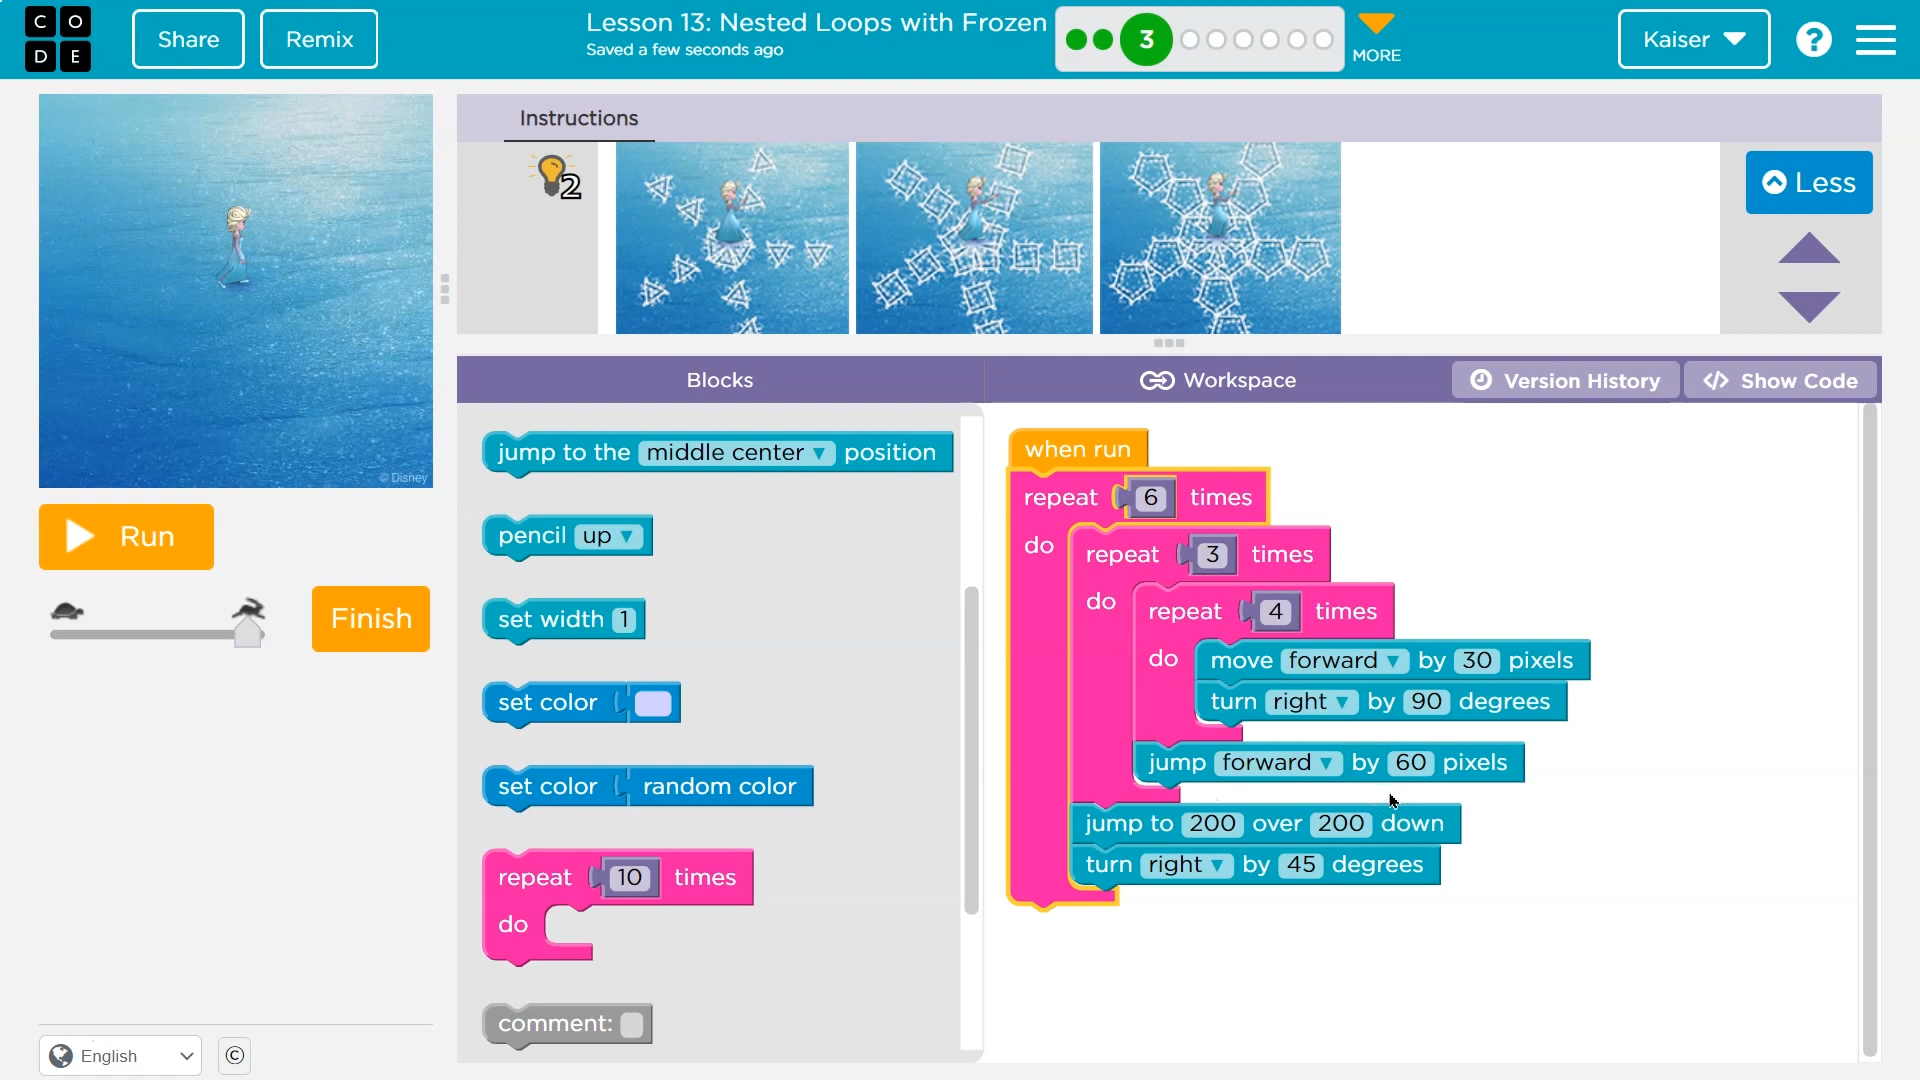 CO
DE
Share
Remix
Lesson 13: Nested Loops with Frozen
Saved a few seconds ago
3
MORE
Kaiser
?
Instructions
2
Less
© Disney
Run
Finish
Blocks
Workspace
Version History
</> Show Code
jump to the middle center ▼ position
pencil up ▼
set width 1
set color
set color random color
repeat 10 times
do
comment:
when run
repeat 6 times
do
repeat 3 times
do
repeat 4 times
do
move forward ▼ by 30 pixels
turn right ▼ by 90 degrees
jump forward ▼ by 60 pixels
jump to 200 over 200 down
turn right ▼ by 45 degrees
English
©